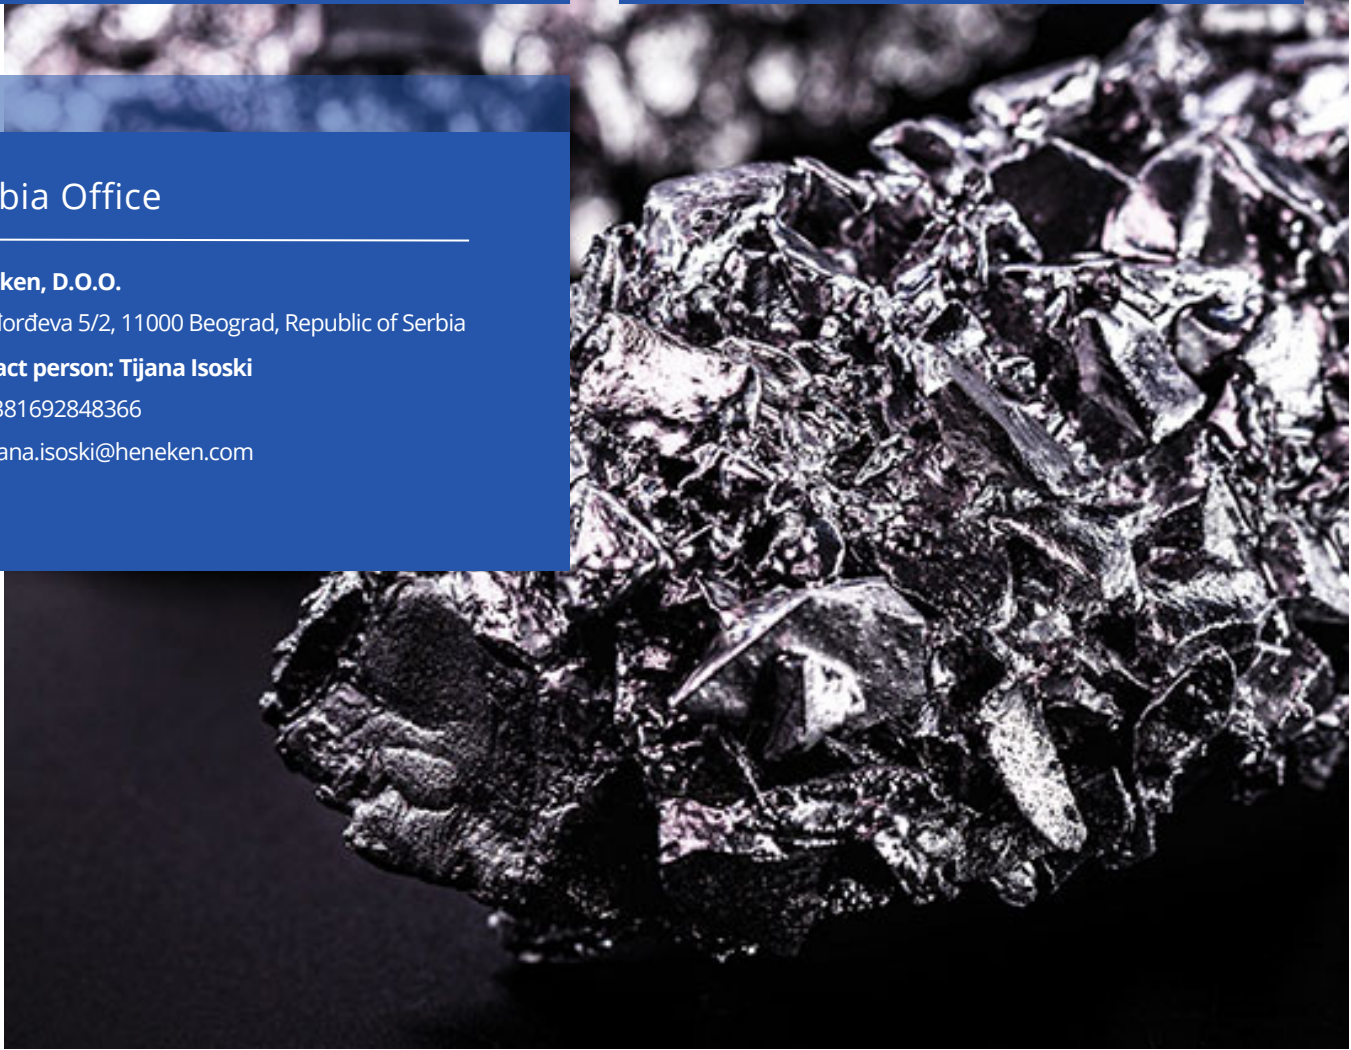 bia Office
ken, D.O.O.
đorđeva 5/2, 11000 Beograd, Republic of Serbia
act person: Tijana Isoski
381692848366
ana.isoski@heneken.com